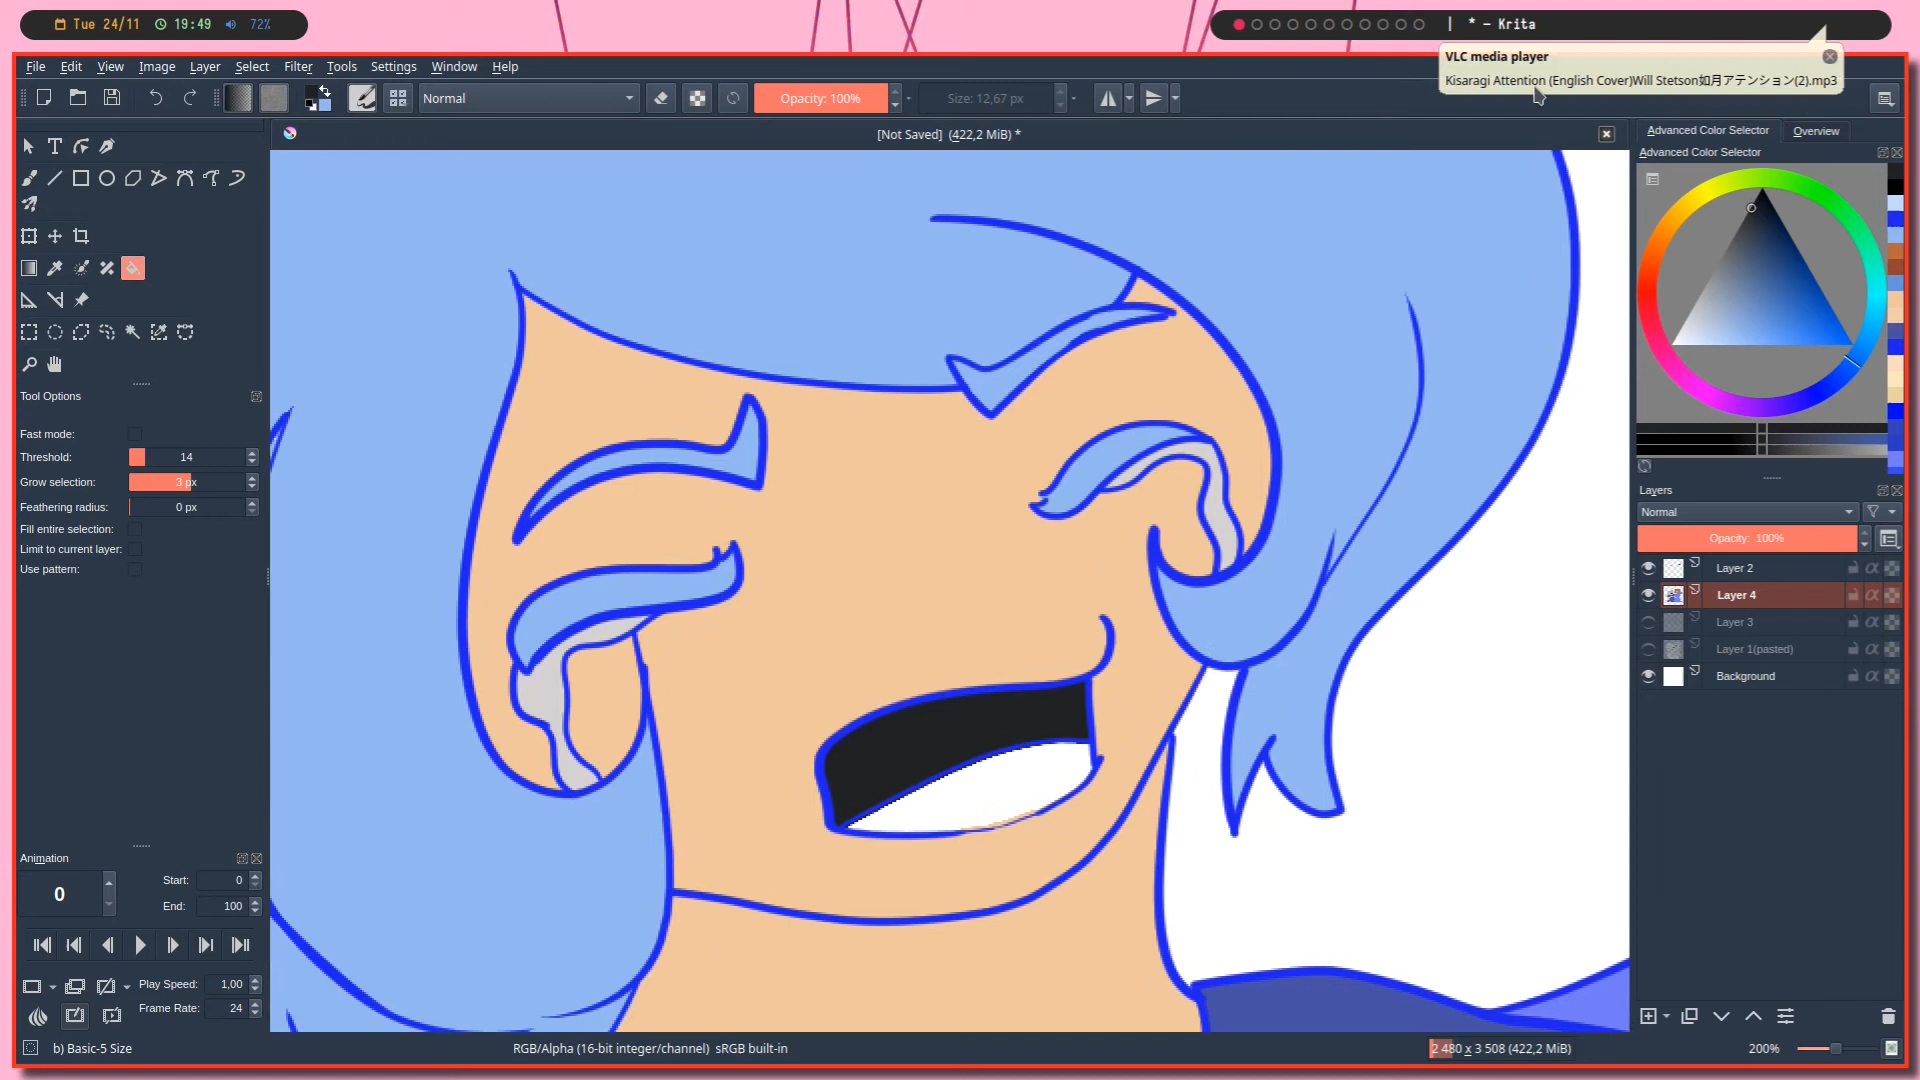 Tue 24/11 19:49 72%
* – Krita
VLC media player
Kisaragi Attention (English Cover)Will Stetson如月アテンション(2).mp3
File Edit View Image Layer Select Filter Tools Settings Window Help
Normal
Opacity: 100%
Size: 12,67 px
[Not Saved] (422,2 MiB) *
Advanced Color Selector
Overview
Advanced Color Selector
Tool Options
Fast mode:
Threshold: 14
Grow selection: 3 px
Feathering radius: 0 px
Fill entire selection:
Limit to current layer:
Use pattern:
Layers
Normal
Opacity: 100%
Layer 2
Layer 4
Layer 3
Layer 1(pasted)
Background
Animation
0
Start: 0
End: 100
Play Speed: 1,00
Frame Rate: 24
b) Basic-5 Size
RGB/Alpha (16-bit integer/channel) sRGB built-in
2 480 x 3 508 (422,2 MiB)
200%